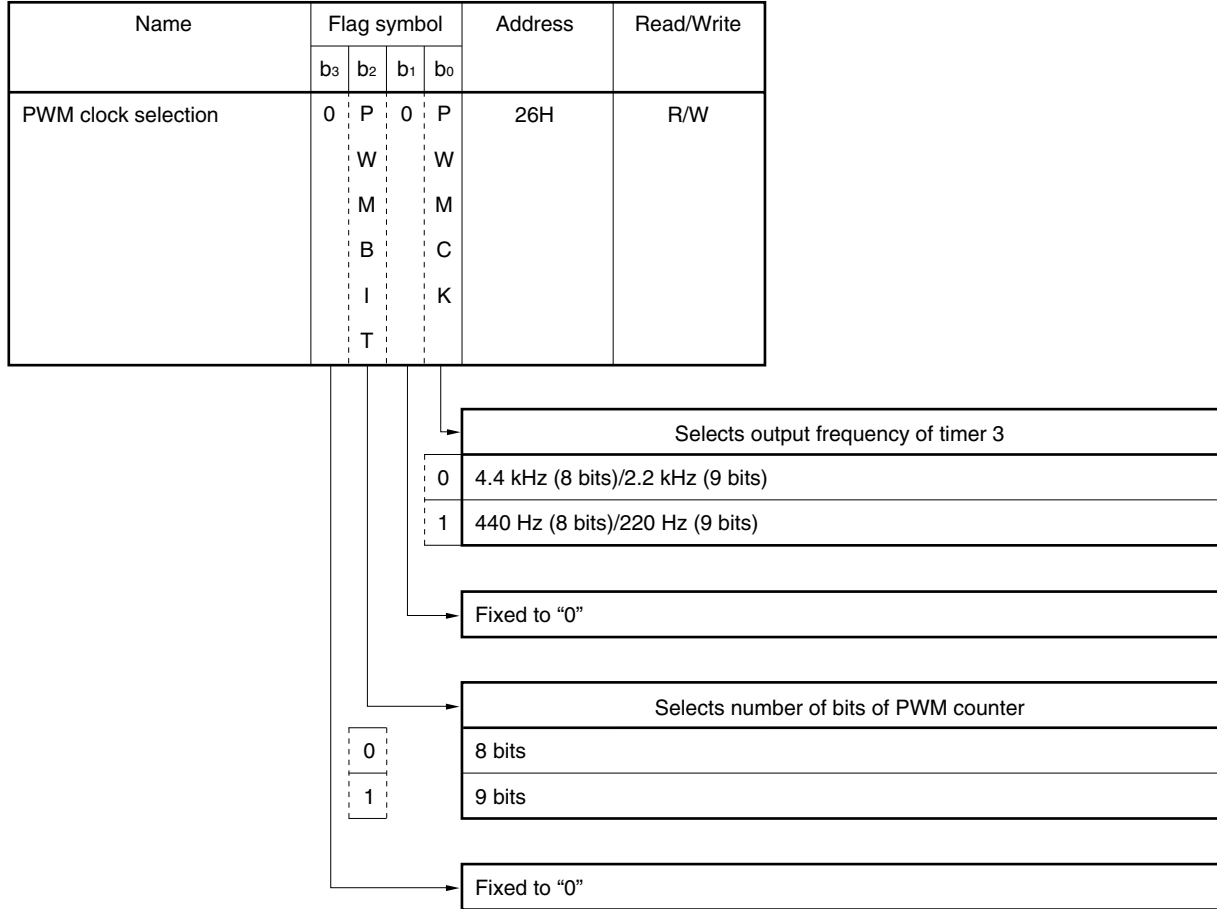 Name Flag symbol Address Read/Write
b3 b2 b1 b0
PWM clock selection 0 P 0 P 26H R/W
W W
M M
B C
I K
T
Selects output frequency of timer 3
0 4.4 kHz (8 bits)/2.2 kHz (9 bits)
1 440 Hz (8 bits)/220 Hz (9 bits)
Fixed to “0”
Selects number of bits of PWM counter
0 8 bits
1 9 bits
Fixed to “0”